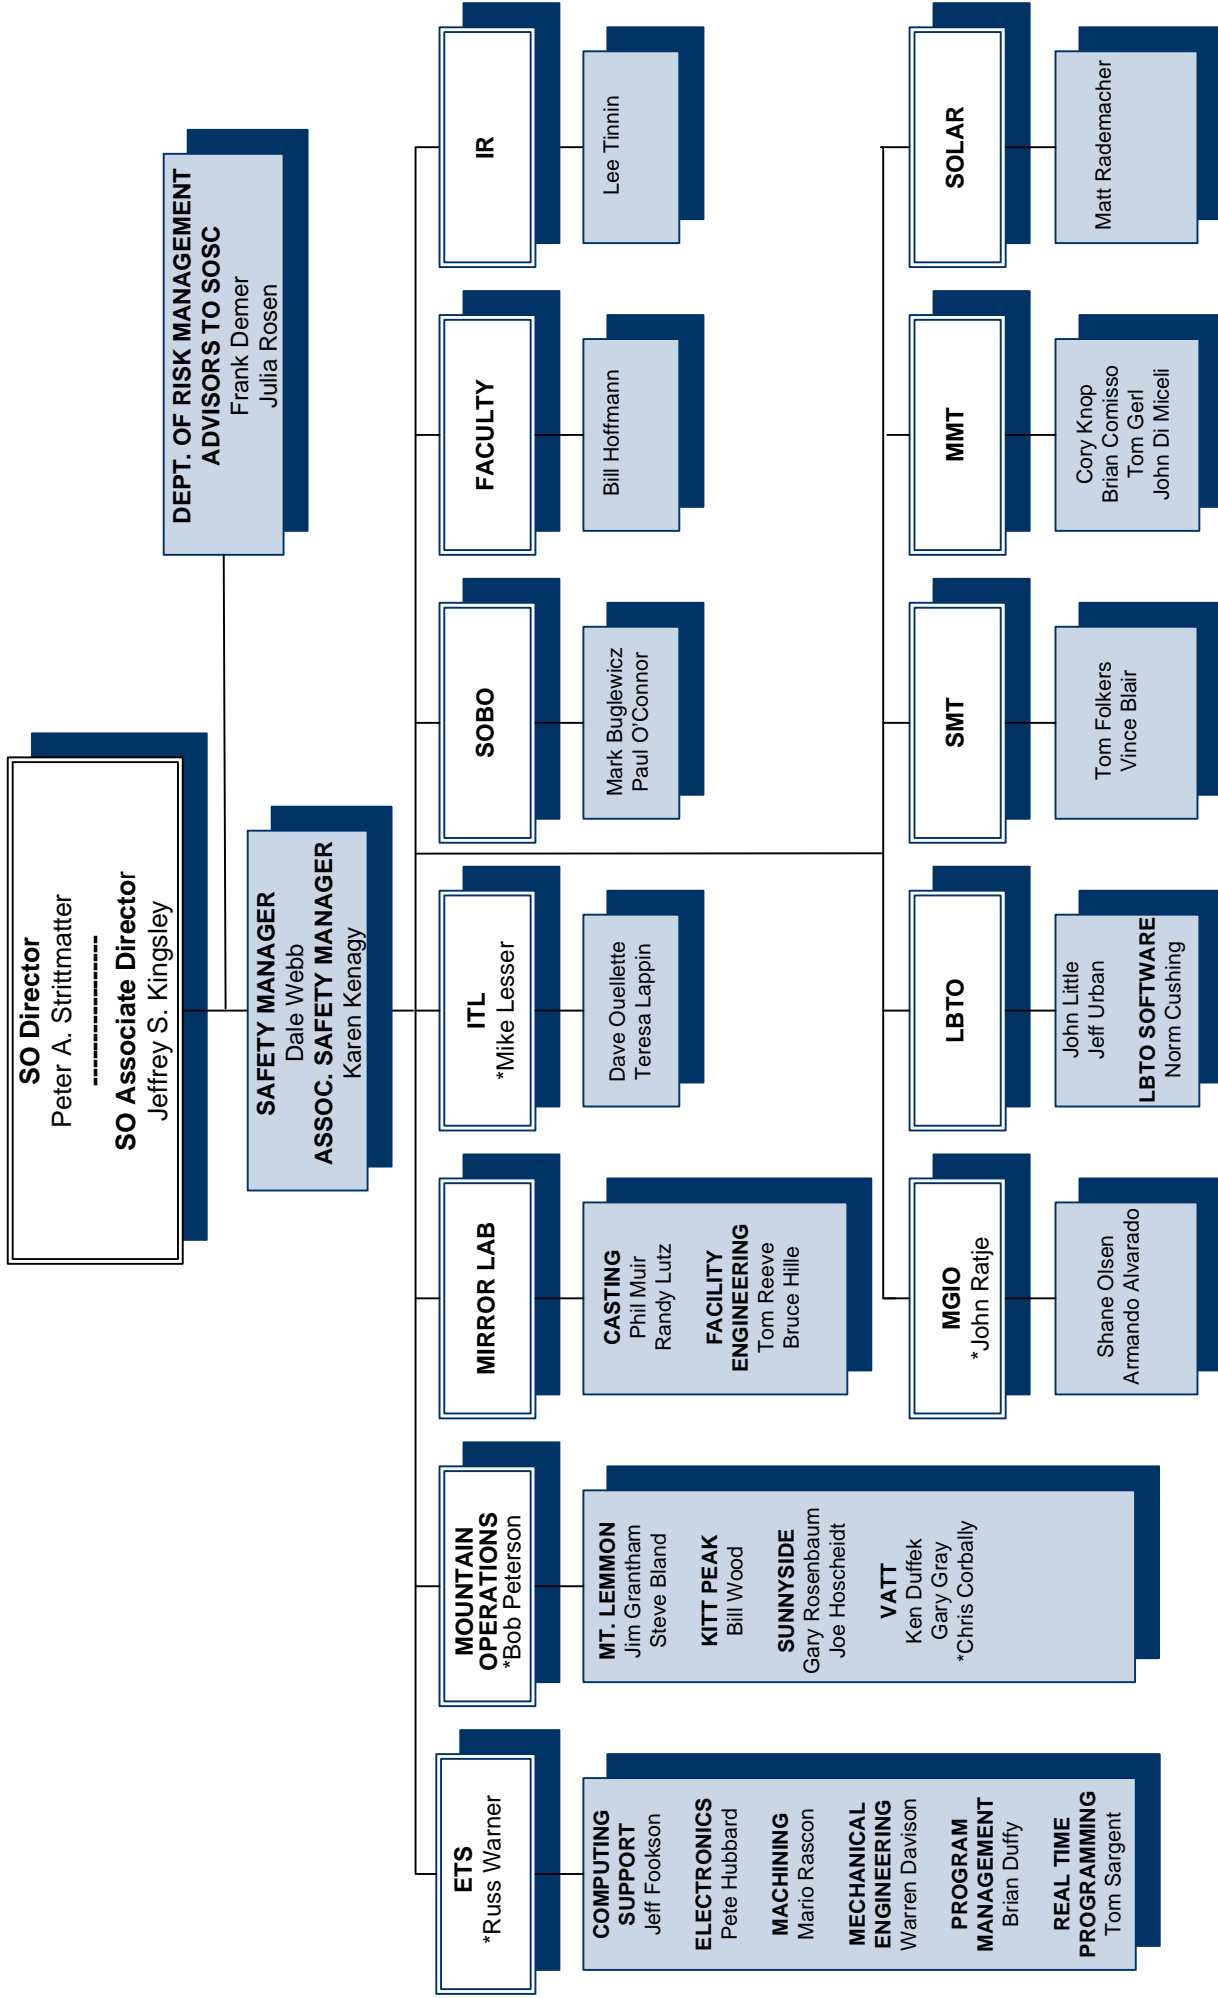 SO Director
Peter A. Strittmatter
-----------------
SO Associate Director
Jeffrey S. Kingsley
DEPT. OF RISK MANAGEMENT
ADVISORS TO SOSC
Frank Demer
Julia Rosen
SAFETY MANAGER
Dale Webb
ASSOC. SAFETY MANAGER
Karen Kenagy
ETS
*Russ Warner
COMPUTING
SUPPORT
Jeff Fookson
ELECTRONICS
Pete Hubbard
MACHINING
Mario Rascon
MECHANICAL
ENGINEERING
Warren Davison
PROGRAM
MANAGEMENT
Brian Duffy
REAL TIME
PROGRAMMING
Tom Sargent
MOUNTAIN
OPERATIONS
*Bob Peterson
MT. LEMMON
Jim Grantham
Steve Bland
KITT PEAK
Bill Wood
SUNNYSIDE
Gary Rosenbaum
Joe Hoscheidt
VATT
Ken Duffek
Gary Gray
*Chris Corbally
MIRROR LAB
CASTING
Phil Muir
Randy Lutz
FACILITY
ENGINEERING
Tom Reeve
Bruce Hille
ITL
*Mike Lesser
Dave Ouellette
Teresa Lappin
SOBO
Mark Buglewicz
Paul O'Connor
FACULTY
Bill Hoffmann
IR
Lee Tinnin
MGIO
*John Ratje
Shane Olsen
Armando Alvarado
LBTO
John Little
Jeff Urban
LBTO SOFTWARE
Norm Cushing
SMT
Tom Folkers
Vince Blair
MMT
Cory Knop
Brian Comisso
Tom Gerl
John Di Miceli
SOLAR
Matt Rademacher